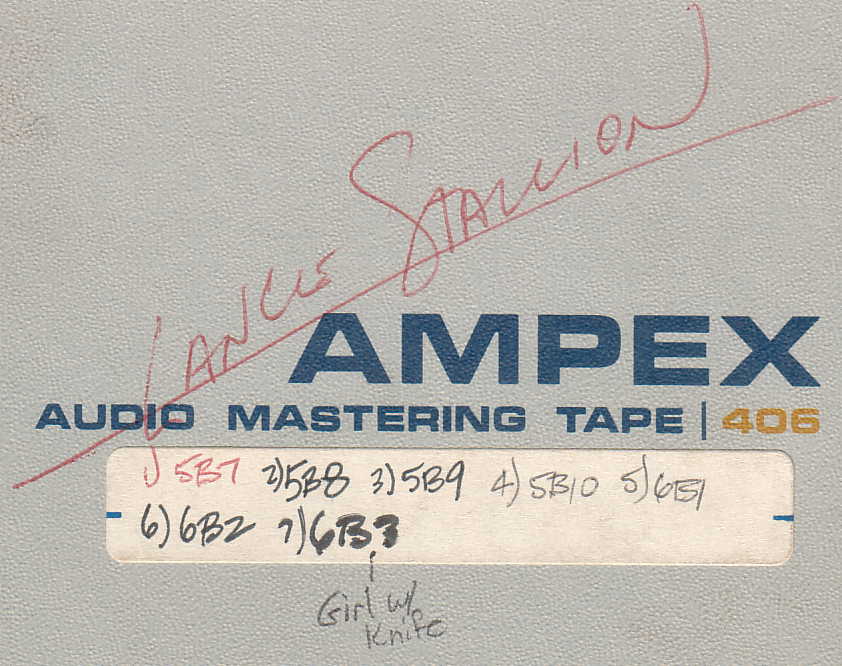 LANCE STALLION
AMPEX
AUDIO MASTERING TAPE | 406
1) 5B7 2) 5B8 3) 5B9 4) 5B10 5) 6B1
6) 6B2 7) 6B3
Girl w/
Knife